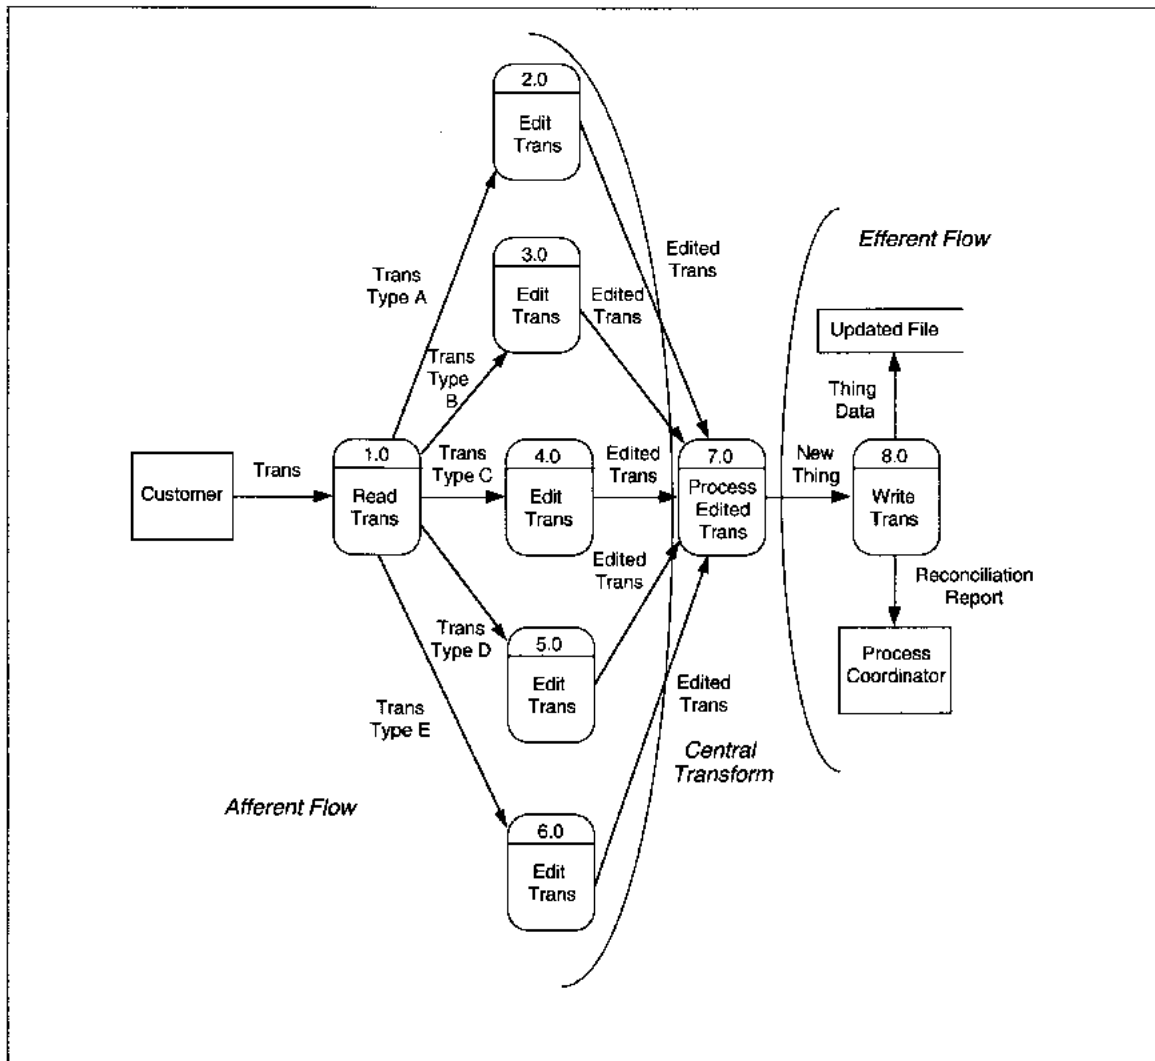 2.0
Edit
Trans
Efferent Flow
Edited
Trans
3.0
Edit
Trans
Trans
Type A
Edited
Trans
Updated File
Trans
Type
B
Thing
Data
1.0
Read
Trans
Trans
Type C
4.0
Edit
Trans
Edited
Trans
7.0
Process
Edited
Trans
New
Thing
8.0
Write
Trans
Customer
Trans
Edited
Trans
Reconciliation
Report
Trans
Type D
5.0
Edit
Trans
Process
Coordinator
Trans
Type E
Edited
Trans
Central
Transform
Afferent Flow
6.0
Edit
Trans